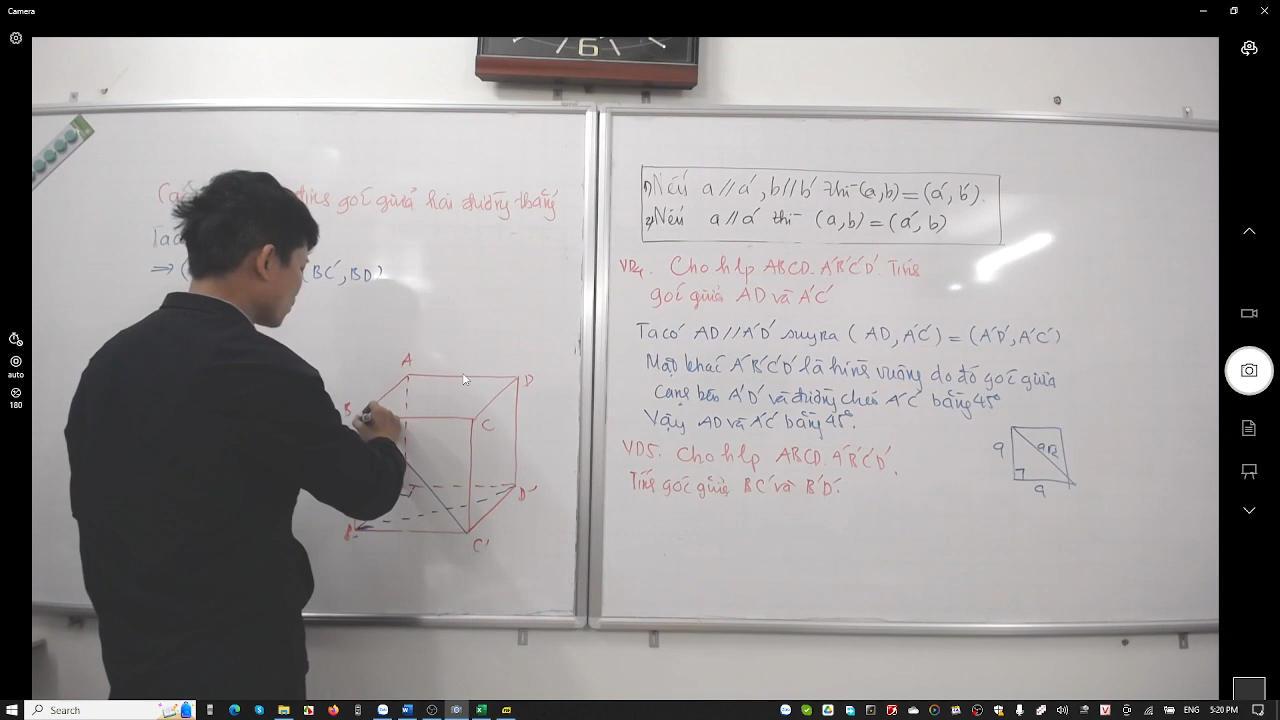 Camera
6
góc giữa hai đường thẳng
⇒ (BC', BD)
A
D
B
C
D'
B'
C'
1) Nếu a // a', b // b' thì (a,b) = (a', b').
2) Nếu a // a' thì (a,b) = (a', b)
VD4. Cho hlp ABCD.A'B'C'D'. Tính
góc giữa AD và A'C'
Ta có AD // A'D' suy ra (AD, A'C') = (A'D', A'C')
Mặt khác A'B'C'D' là hình vuông do đó góc giữa
cạnh bên A'D' và đường chéo A'C' bằng 45°
Vậy AD và A'C' bằng 45°.
VD5. Cho hlp ABCD.A'B'C'D'.
Tính góc giữa BC' và B'D'.
a
a√2
a
auto
180
Search
ENG
5:20 PM